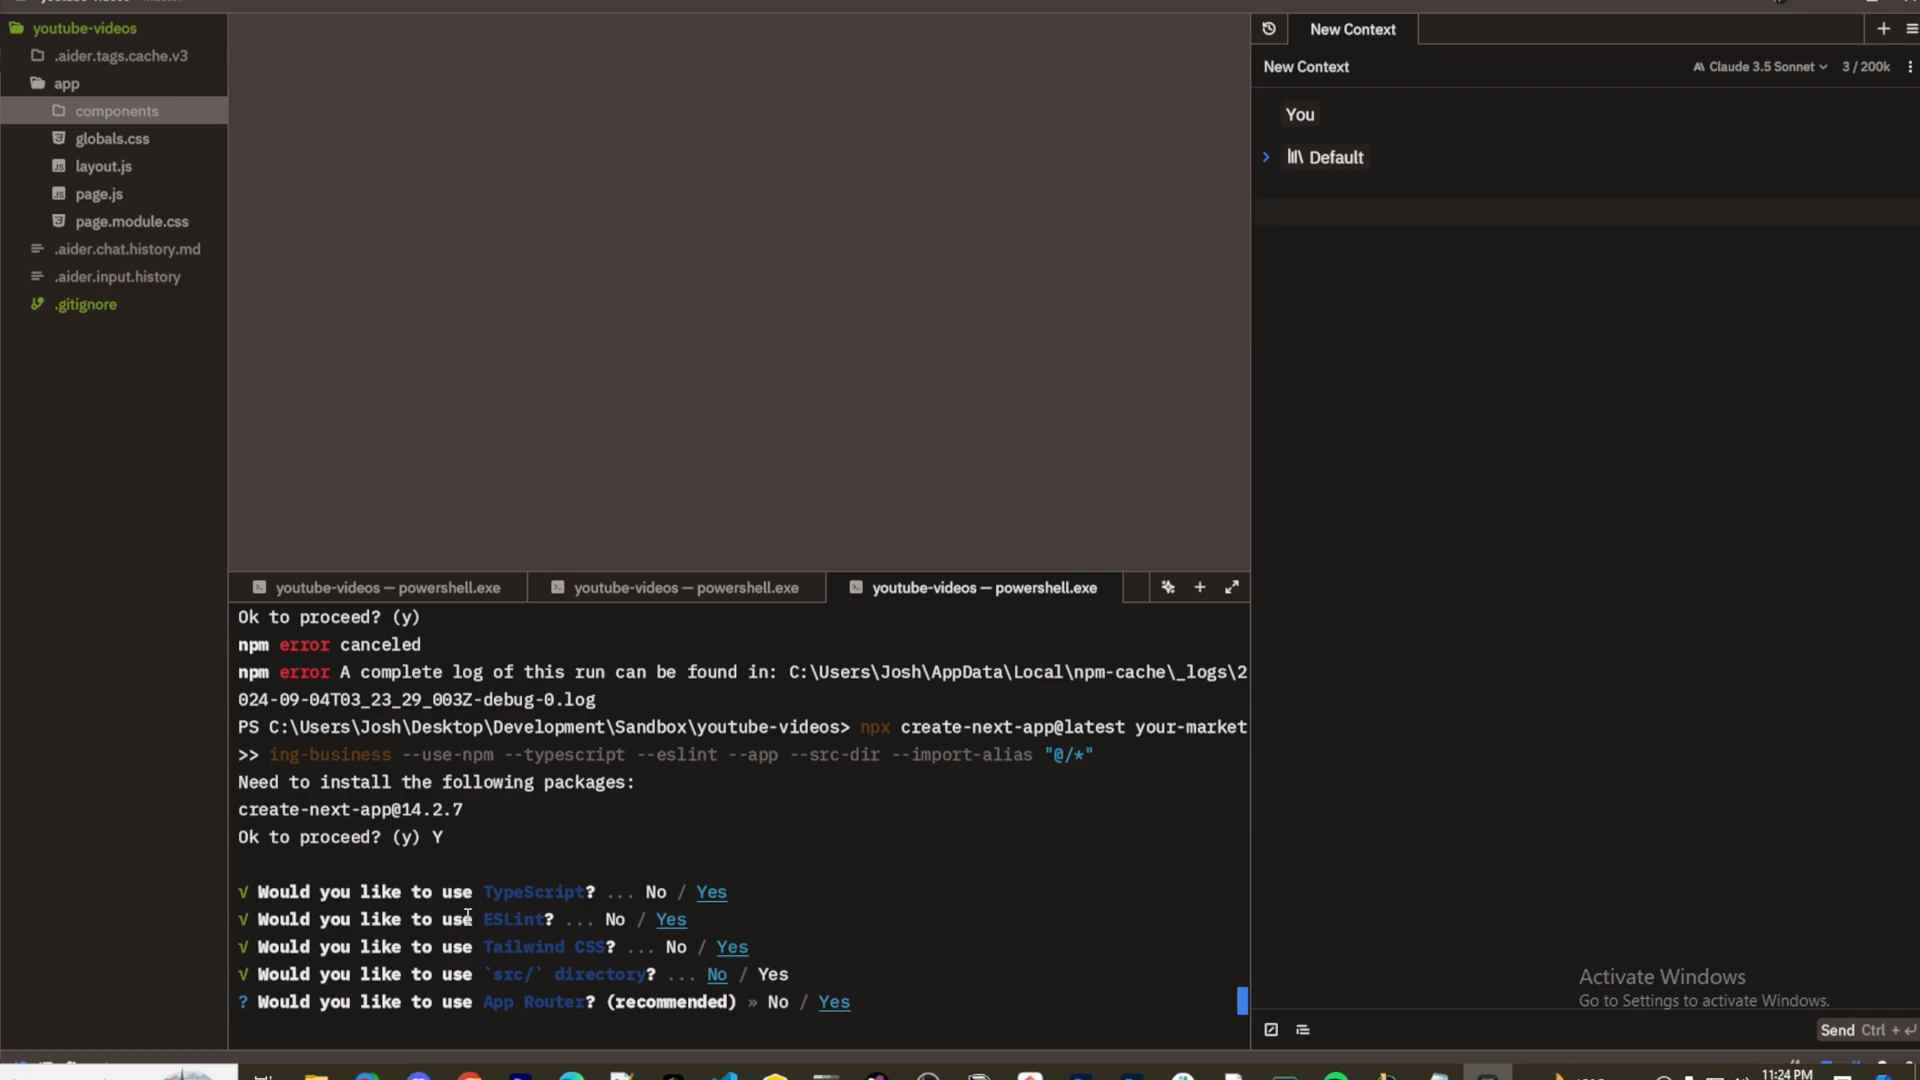 youtube-videos
.aider.tags.cache.v3
app
components
globals.css
layout.js
page.js
page.module.css
.aider.chat.history.md
.aider.input.history
.gitignore
youtube-videos — powershell.exe
youtube-videos — powershell.exe
youtube-videos — powershell.exe
Ok to proceed? (y)
npm error canceled
npm error A complete log of this run can be found in: C:\Users\Josh\AppData\Local\npm-cache\_logs\2
024-09-04T03_23_29_003Z-debug-0.log
PS C:\Users\Josh\Desktop\Development\Sandbox\youtube-videos> npx create-next-app@latest your-market
>> ing-business --use-npm --typescript --eslint --app --src-dir --import-alias "@/*"
Need to install the following packages:
create-next-app@14.2.7
Ok to proceed? (y) Y
√ Would you like to use TypeScript? ... No / Yes
√ Would you like to use ESLint? ... No / Yes
√ Would you like to use Tailwind CSS? ... No / Yes
√ Would you like to use `src/` directory? ... No / Yes
? Would you like to use App Router? (recommended) » No / Yes
New Context
New Context
Claude 3.5 Sonnet 3 / 200k
You
Default
Activate Windows
Go to Settings to activate Windows.
Send Ctrl + ↵
11:24 PM